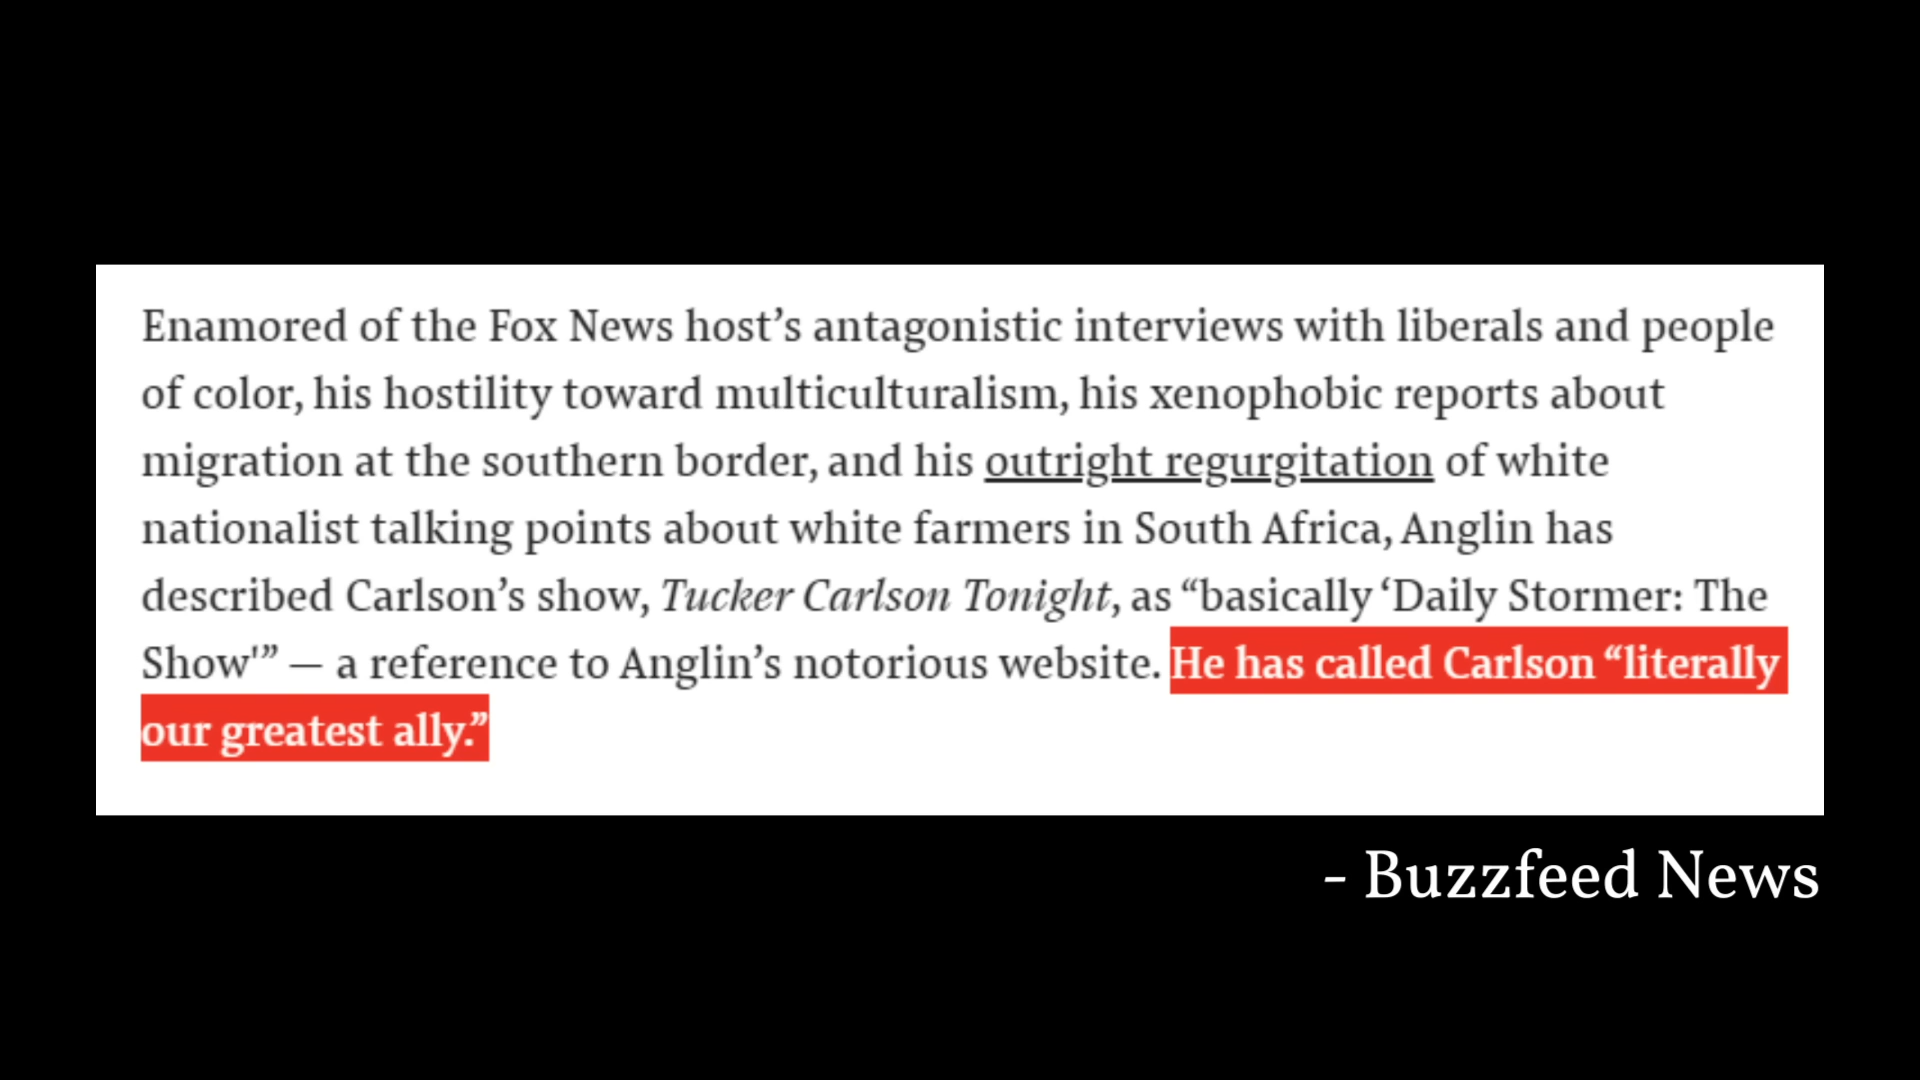 Enamored of the Fox News host’s antagonistic interviews with liberals and people
of color, his hostility toward multiculturalism, his xenophobic reports about
migration at the southern border, and his outright regurgitation of white
nationalist talking points about white farmers in South Africa, Anglin has
described Carlson’s show, Tucker Carlson Tonight, as “basically ‘Daily Stormer: The
Show'” — a reference to Anglin’s notorious website. He has called Carlson “literally
our greatest ally.”
- Buzzfeed News